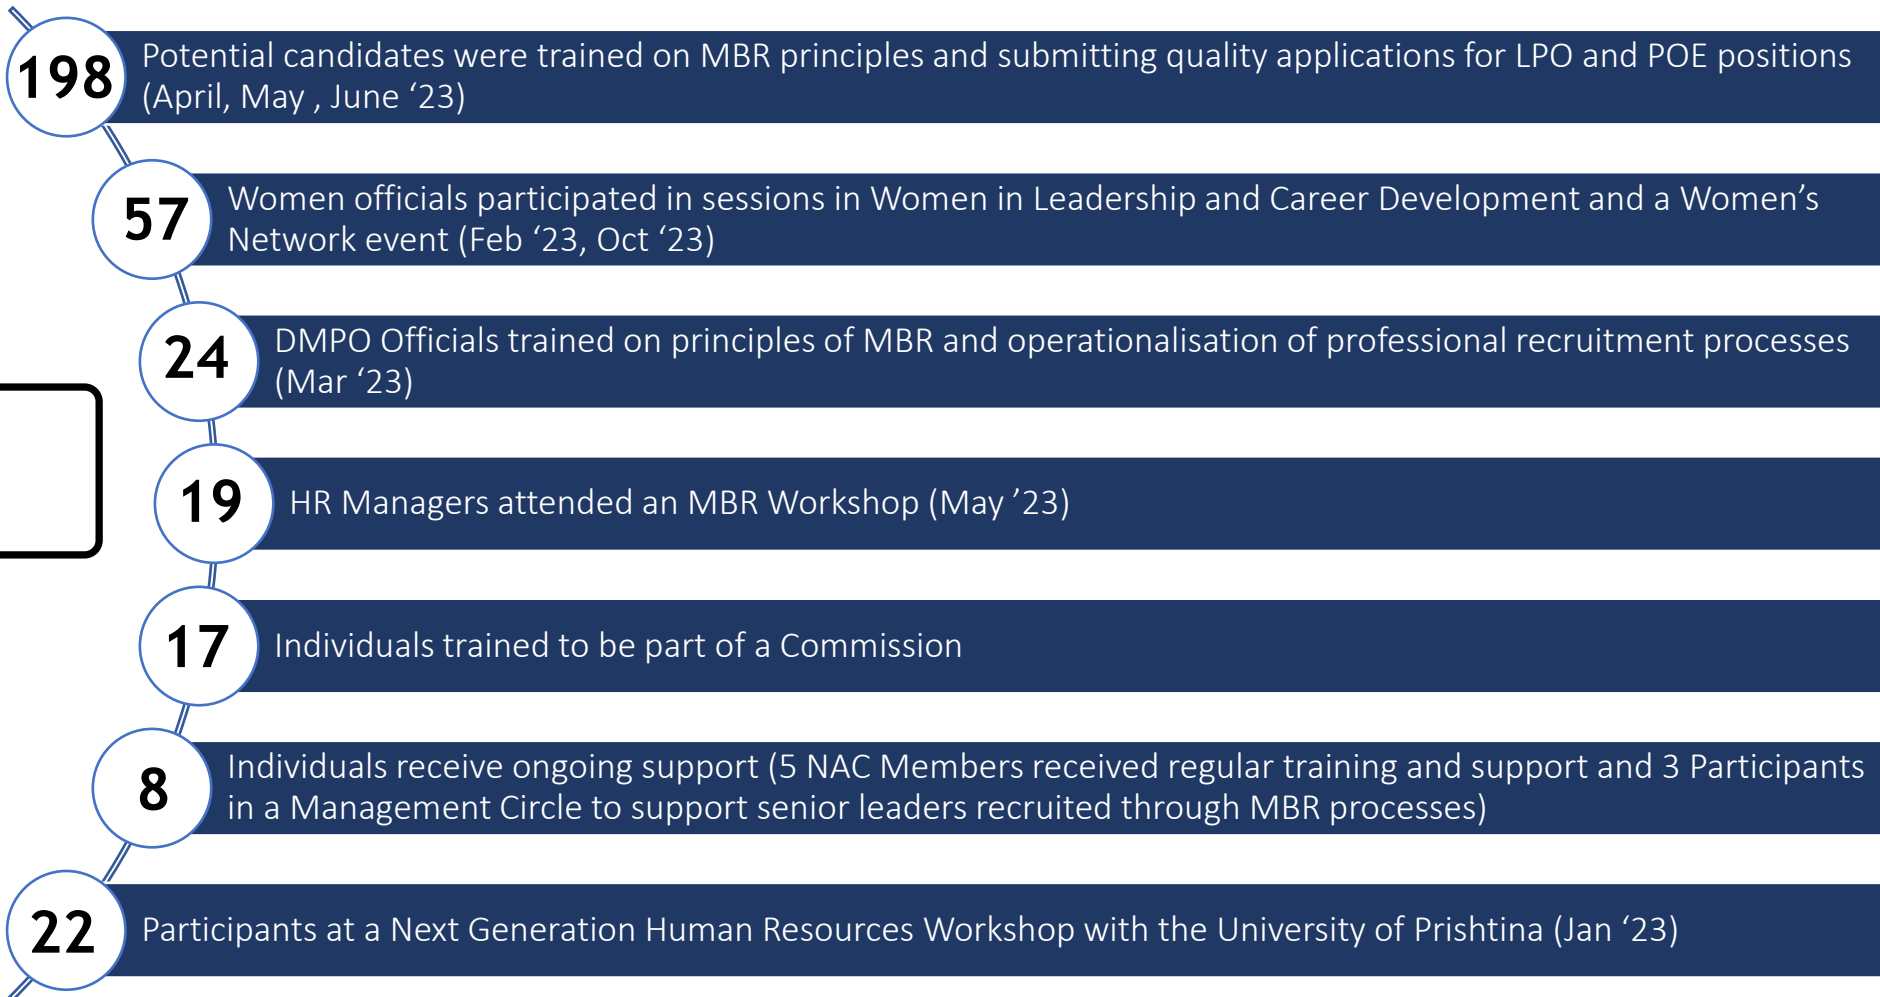 198
Potential candidates were trained on MBR principles and submitting quality applications for LPO and POE positions
(April, May , June ‘23)
57
Women officials participated in sessions in Women in Leadership and Career Development and a Women’s
Network event (Feb ‘23, Oct ‘23)
24
DMPO Officials trained on principles of MBR and operationalisation of professional recruitment processes
(Mar ‘23)
19
HR Managers attended an MBR Workshop (May ’23)
17
Individuals trained to be part of a Commission
8
Individuals receive ongoing support (5 NAC Members received regular training and support and 3 Participants
in a Management Circle to support senior leaders recruited through MBR processes)
22
Participants at a Next Generation Human Resources Workshop with the University of Prishtina (Jan ‘23)